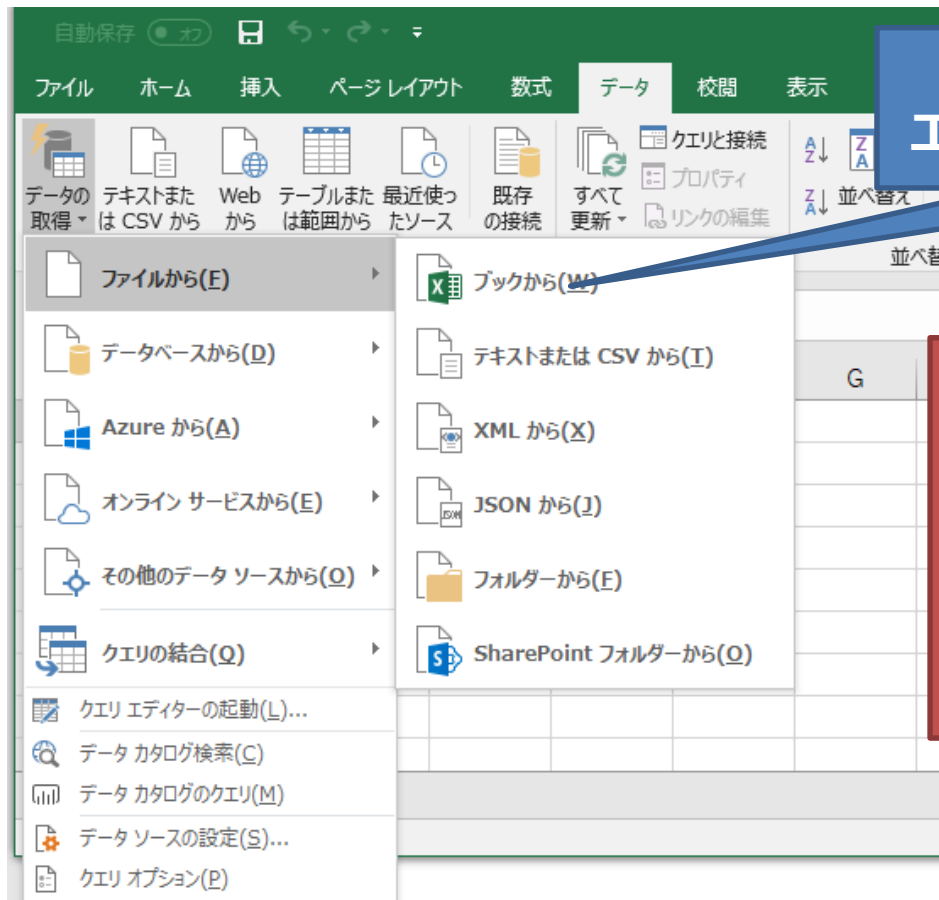 自動保存 オフ
ファイル ホーム 挿入 ページ レイアウト 数式 データ 校閲 表示
データの
取得
テキストまた
は CSV から
Web
から
テーブルまた
は範囲から
最近使っ
たソース
既存
の接続
すべて
更新
クエリと接続
プロパティ
リンクの編集
並べ替え
並べ替
ファイルから(F)
データベースから(D)
Azure から(A)
オンライン サービスから(E)
その他のデータ ソースから(O)
クエリの結合(Q)
クエリ エディターの起動(L)...
データ カタログ検索(C)
データ カタログのクエリ(M)
データ ソースの設定(S)...
クエリ オプション(P)
ブックから(W)
テキストまたは CSV から(T)
XML から(X)
JSON から(J)
フォルダーから(F)
SharePoint フォルダーから(O)
G